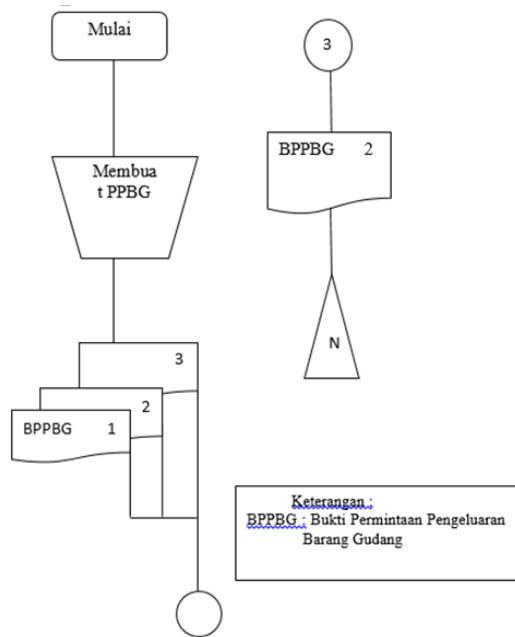 Mulai
Membua
t PPBG
3
2
BPPBG 1
3
BPPBG 2
N
Keterangan :
BPPBG : Bukti Permintaan Pengeluaran
Barang Gudang